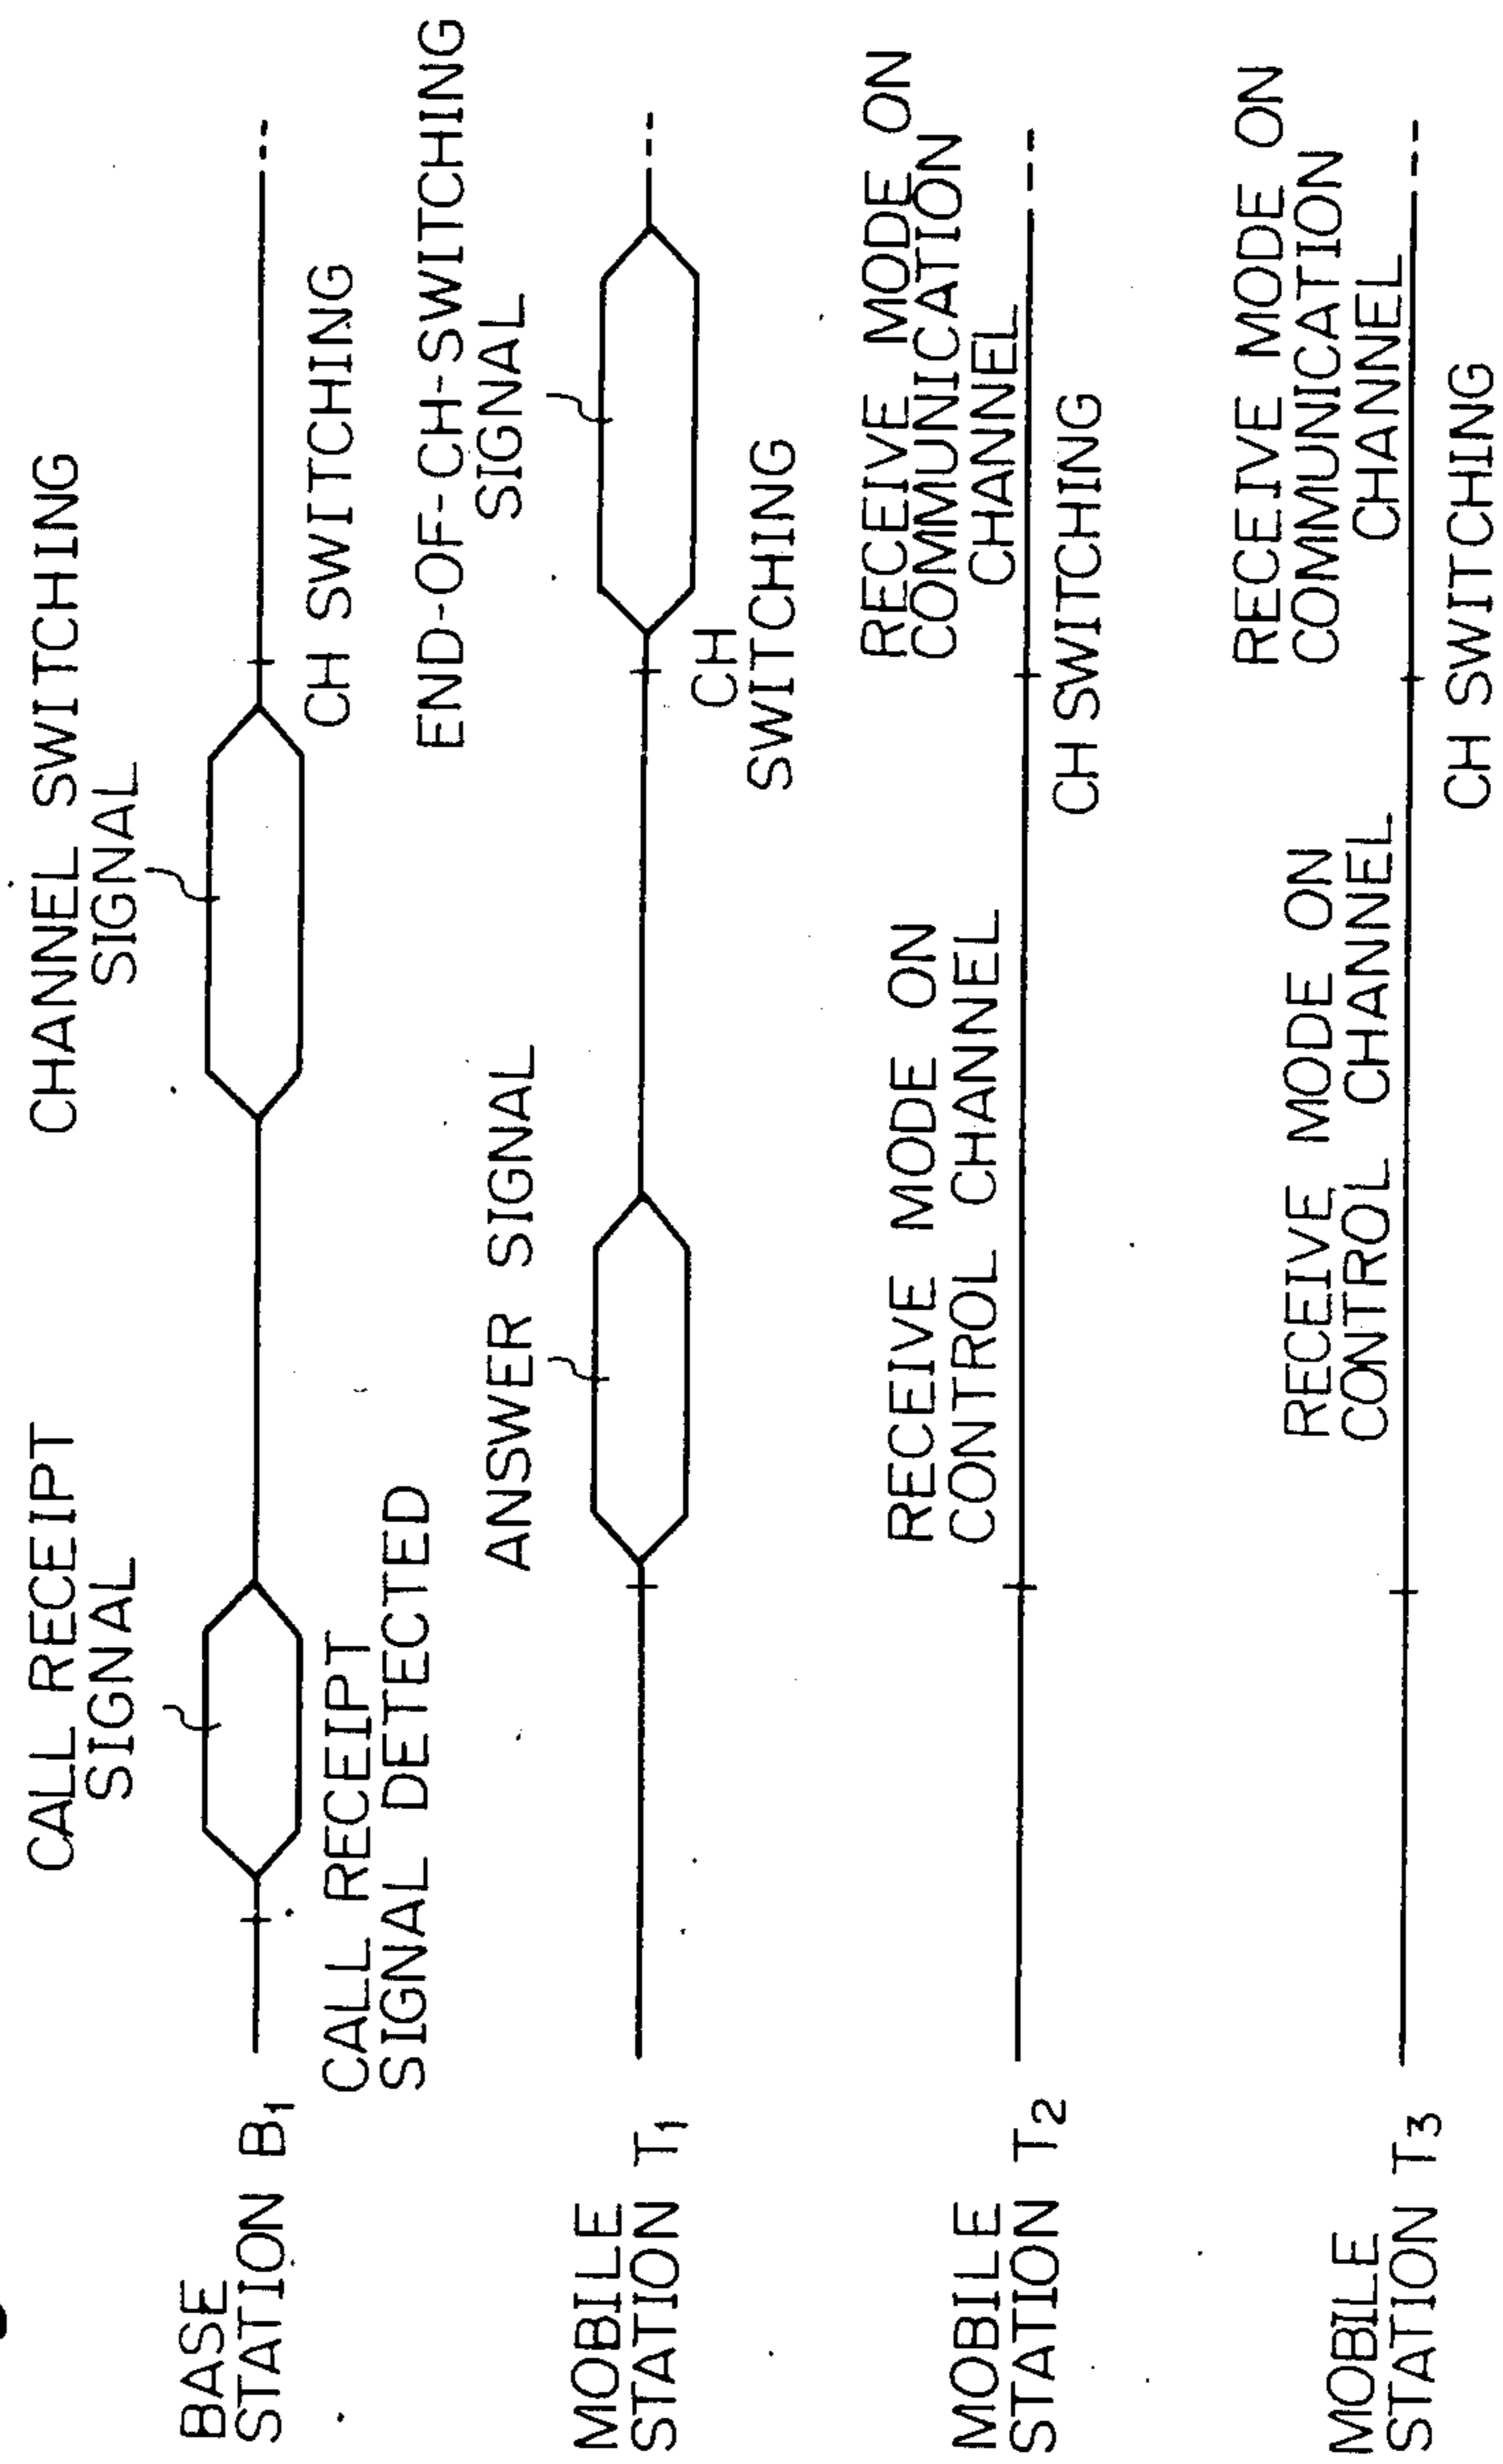 CALL RECEIPT
SIGNAL
CHANNEL SWITCHING
SIGNAL
BASE
STATION B1
CALL RECEIPT
SIGNAL DETECTED
CH SWITCHING
ANSWER SIGNAL
END-OF-CH-SWITCHING
SIGNAL
MOBILE
STATION T1
CH
SWITCHING
RECEIVE MODE ON
CONTROL CHANNEL
RECEIVE MODE ON
COMMUNICATION
CHANNEL
MOBILE
STATION T2
CH SWITCHING
RECEIVE MODE ON
CONTROL CHANNEL
RECEIVE MODE ON
COMMUNICATION
CHANNEL
MOBILE
STATION T3
CH SWITCHING